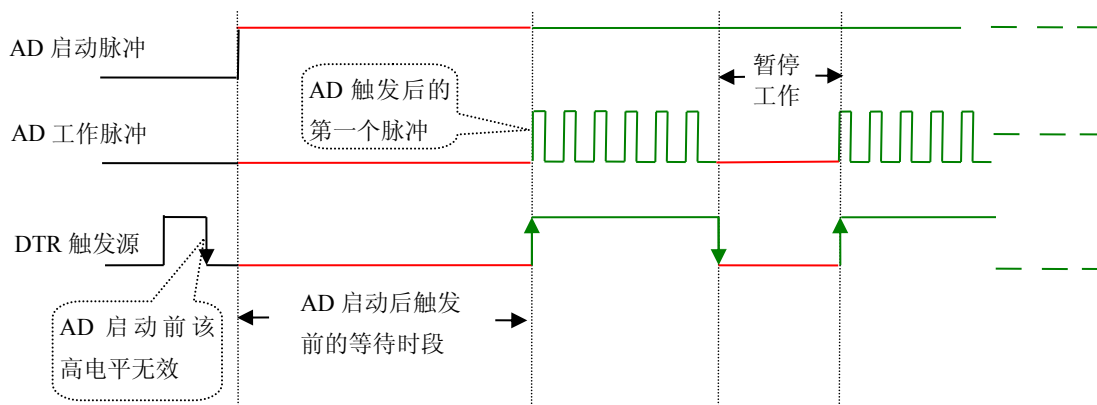 AD 启动脉冲
AD 触发后的
第一个脉冲
暂停
工作
AD 工作脉冲
DTR 触发源
AD 启动前该
高电平无效
AD 启动后触发
前的等待时段